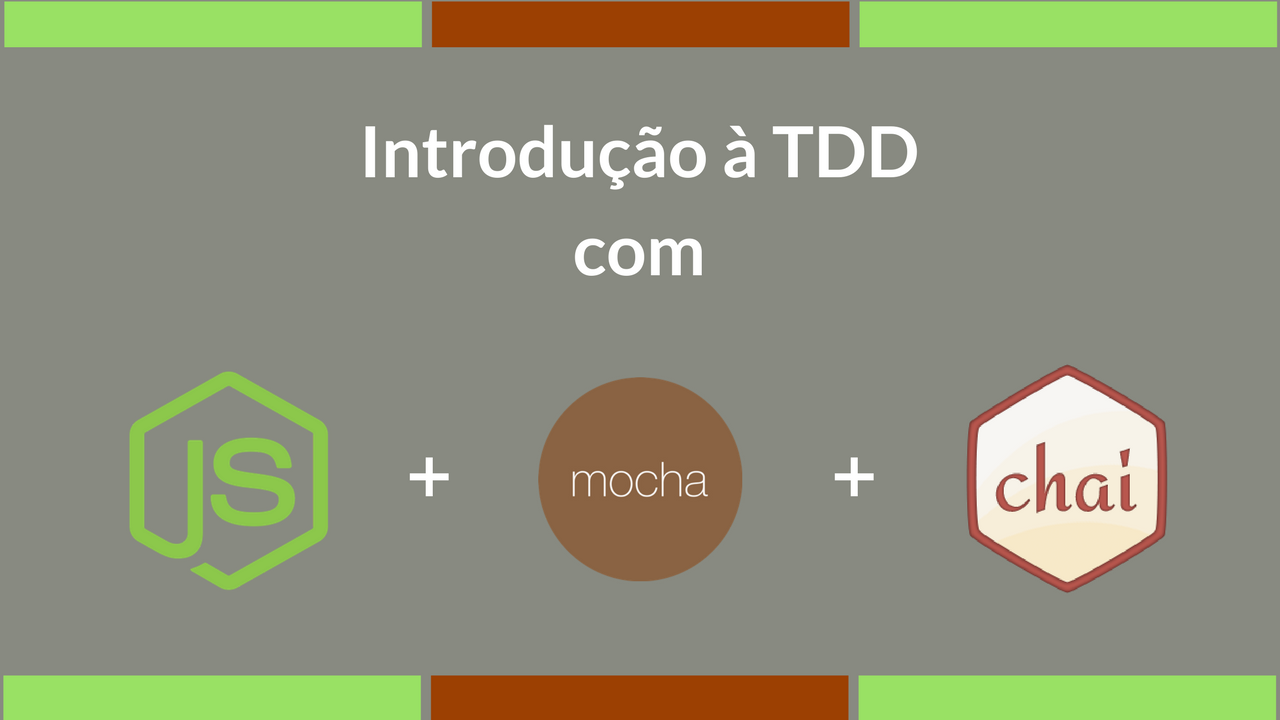 Introdução à TDD
com
JS + mocha + chai